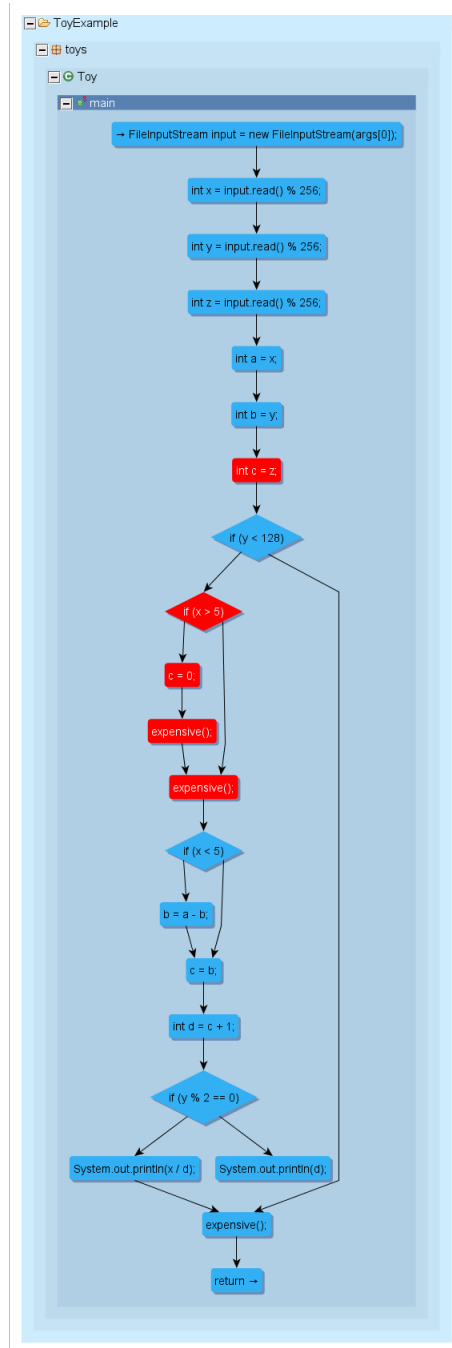 ToyExample
toys
Toy
main
→ FileInputStream input = new FileInputStream(args[0]);
int x = input.read() % 256;
int y = input.read() % 256;
int z = input.read() % 256;
int a = x;
int b = y;
int c = z;
if (y < 128)
if (x > 5)
c = 0;
expensive();
expensive();
if (x < 5)
b = a - b;
c = b;
int d = c + 1;
if (y % 2 == 0)
System.out.println(x / d);
System.out.println(d);
expensive();
return →